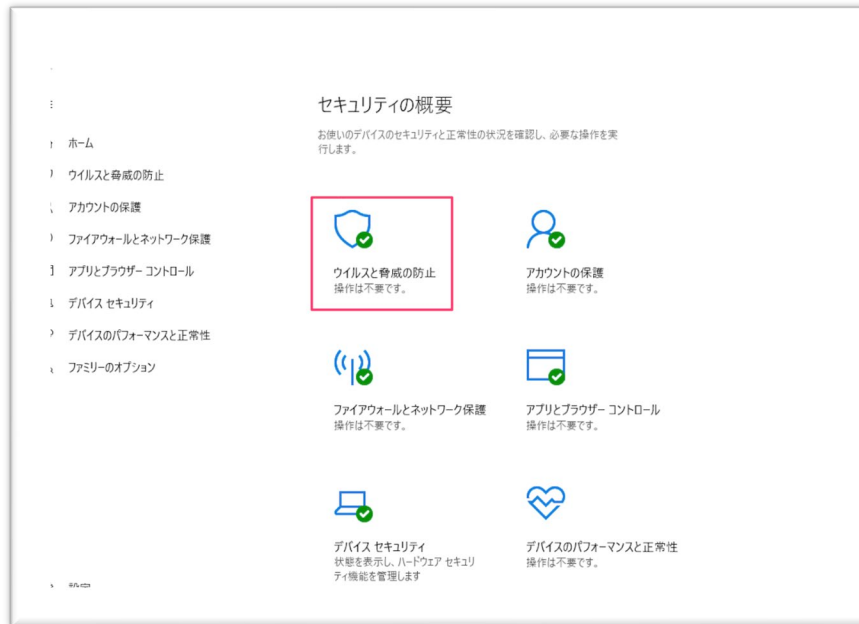 セキュリティの概要
お使いのデバイスのセキュリティと正常性の状況を確認し、必要な操作を実
行します。
ホーム
ウイルスと脅威の防止
アカウントの保護
ファイアウォールとネットワーク保護
アプリとブラウザー コントロール
デバイス セキュリティ
デバイスのパフォーマンスと正常性
ファミリーのオプション
ウイルスと脅威の防止
操作は不要です。
アカウントの保護
操作は不要です。
ファイアウォールとネットワーク保護
操作は不要です。
アプリとブラウザー コントロール
操作は不要です。
デバイス セキュリティ
状態を表示し、ハードウェア セキュリ
ティ機能を管理します
デバイスのパフォーマンスと正常性
操作は不要です。